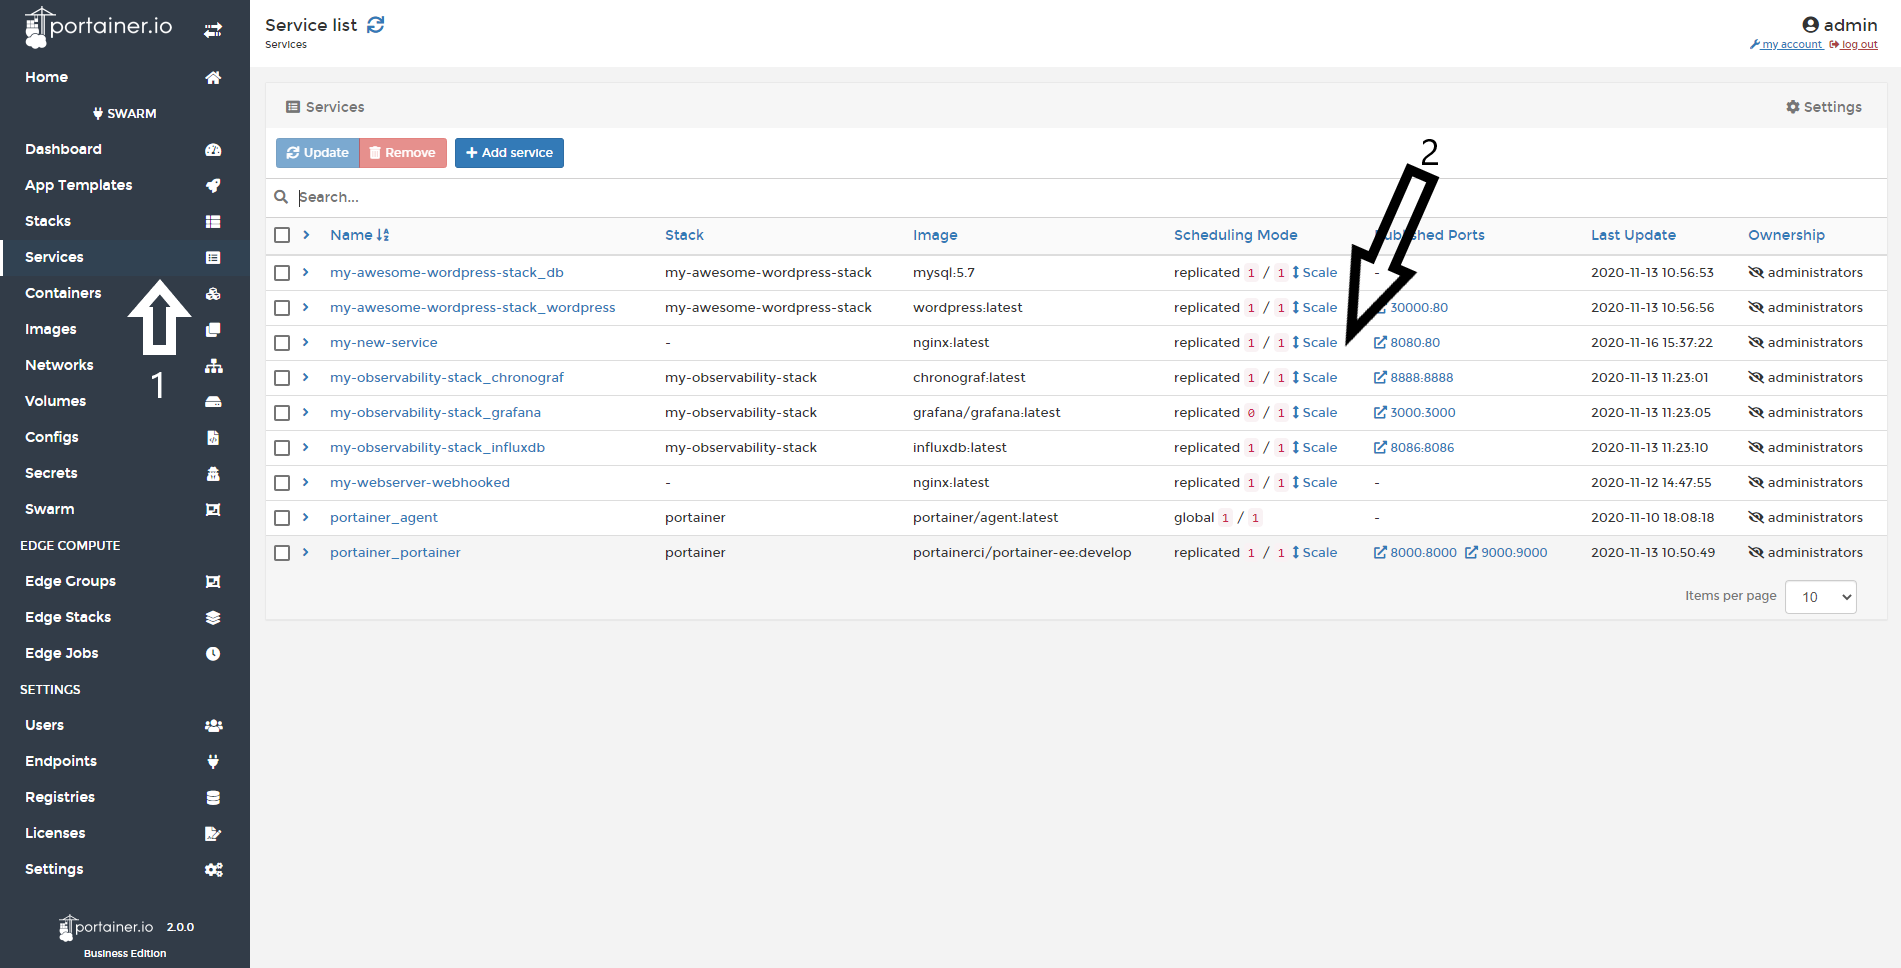 portainer.io
Home
SWARM
Dashboard
App Templates
Stacks
Services
Containers
Images
Networks
Volumes
Configs
Secrets
Swarm
EDGE COMPUTE
Edge Groups
Edge Stacks
Edge Jobs
SETTINGS
Users
Endpoints
Registries
Licenses
Settings
portainer.io 2.0.0
Business Edition
1
Service list
Services
admin
my account log out
Services Settings
Update Remove Add service
2
Search...
Name Stack Image Scheduling Mode Ports Last Update Ownership
my-awesome-wordpress-stack_db my-awesome-wordpress-stack mysql:5.7 replicated 1 / 1 Scale - 2020-11-13 10:56:53 administrators
my-awesome-wordpress-stack_wordpress my-awesome-wordpress-stack wordpress:latest replicated 1 / 1 Scale 30000:80 2020-11-13 10:56:56 administrators
my-new-service - nginx:latest replicated 1 / 1 Scale 8080:80 2020-11-16 15:37:22 administrators
my-observability-stack_chronograf my-observability-stack chronograf:latest replicated 1 / 1 Scale 8888:8888 2020-11-13 11:23:01 administrators
my-observability-stack_grafana my-observability-stack grafana/grafana:latest replicated 0 / 1 Scale 3000:3000 2020-11-13 11:23:05 administrators
my-observability-stack_influxdb my-observability-stack influxdb:latest replicated 1 / 1 Scale 8086:8086 2020-11-13 11:23:10 administrators
my-webserver-webhooked - nginx:latest replicated 1 / 1 Scale - 2020-11-12 14:47:55 administrators
portainer_agent portainer portainer/agent:latest global 1 / 1 - 2020-11-10 18:08:18 administrators
portainer_portainer portainer portainerci/portainer-ee:develop replicated 1 / 1 Scale 8000:8000 9000:9000 2020-11-13 10:50:49 administrators
Items per page 10